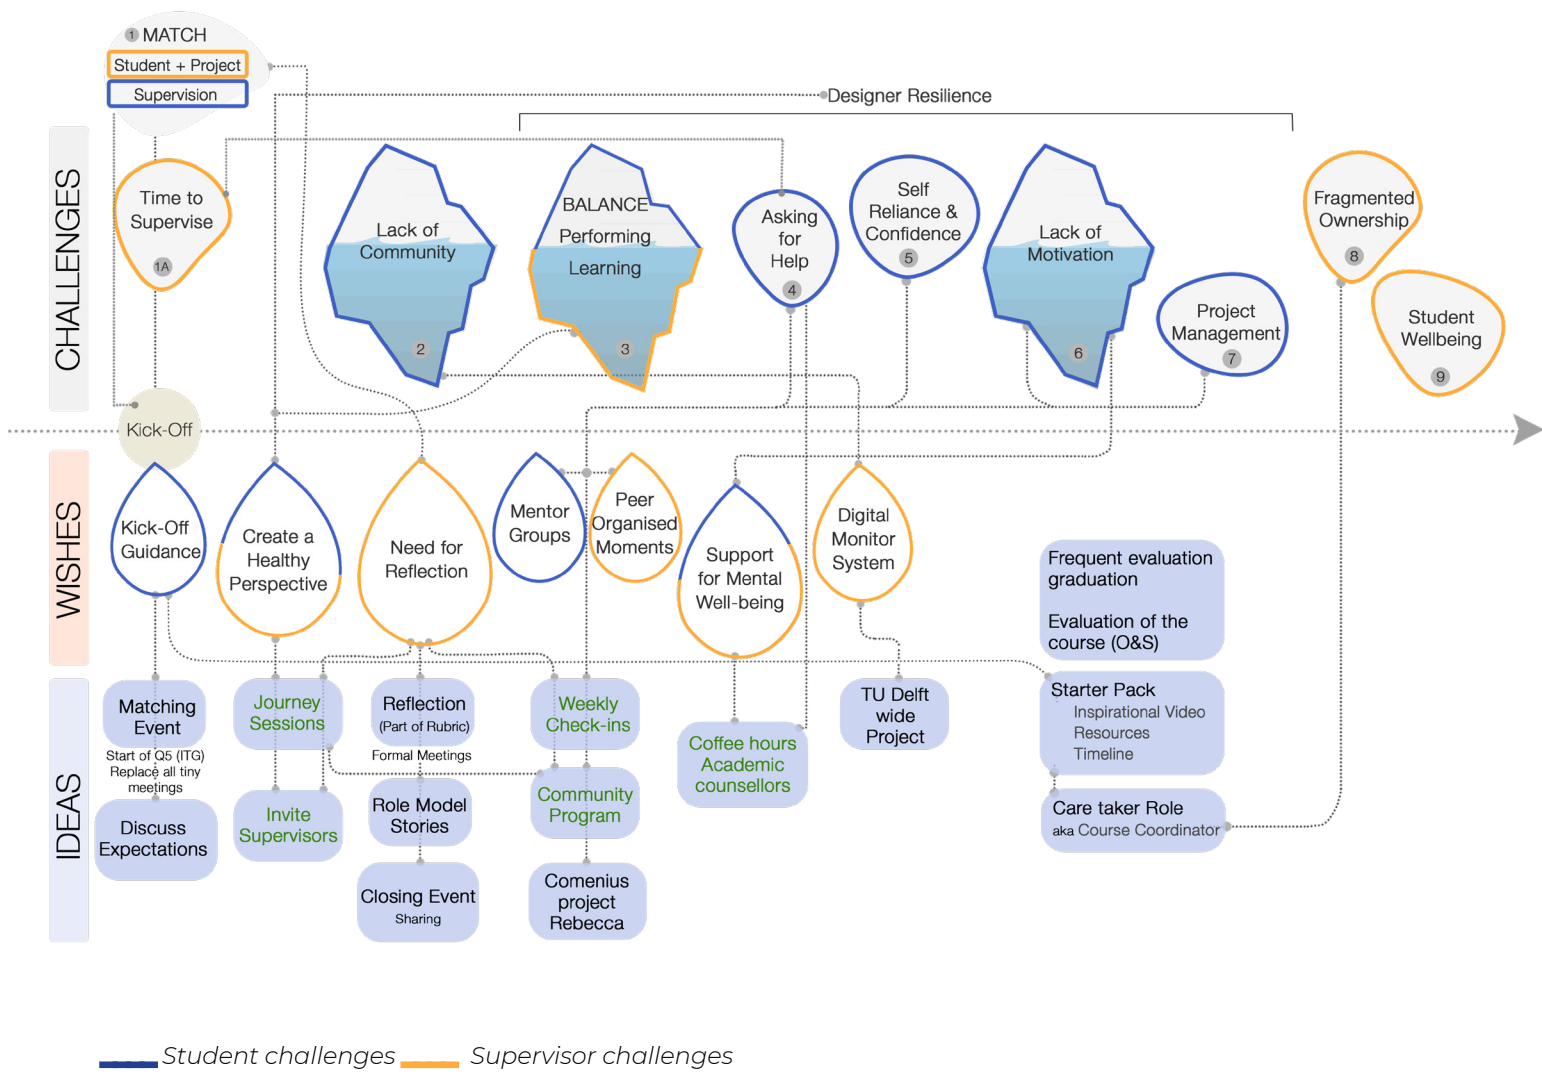 1 MATCH
Student + Project
Supervision
Designer Resilience
CHALLENGES
Time to
Supervise
1A
Lack of
Community
2
BALANCE
Performing
Learning
3
Asking
for
Help
4
Self
Reliance &
Confidence
5
Lack of
Motivation
6
Project
Management
7
Fragmented
Ownership
8
Student
Wellbeing
9
Kick-Off
WISHES
Kick-Off
Guidance
Create a
Healthy
Perspective
Need for
Reflection
Mentor
Groups
Peer
Organised
Moments
Support
for Mental
Well-being
Digital
Monitor
System
Frequent evaluation
graduation
Evaluation of the
course (O&S)
IDEAS
Matching
Event
Start of Q5 (ITG)
Replace all tiny
meetings
Discuss
Expectations
Journey
Sessions
Invite
Supervisors
Reflection
(Part of Rubric)
Formal Meetings
Role Model
Stories
Closing Event
Sharing
Weekly
Check-ins
Community
Program
Comenius
project
Rebecca
Coffee hours
Academic
counsellors
TU Delft
wide
Project
Starter Pack
Inspirational Video
Resources
Timeline
Care taker Role
aka Course Coordinator
Student challenges
Supervisor challenges